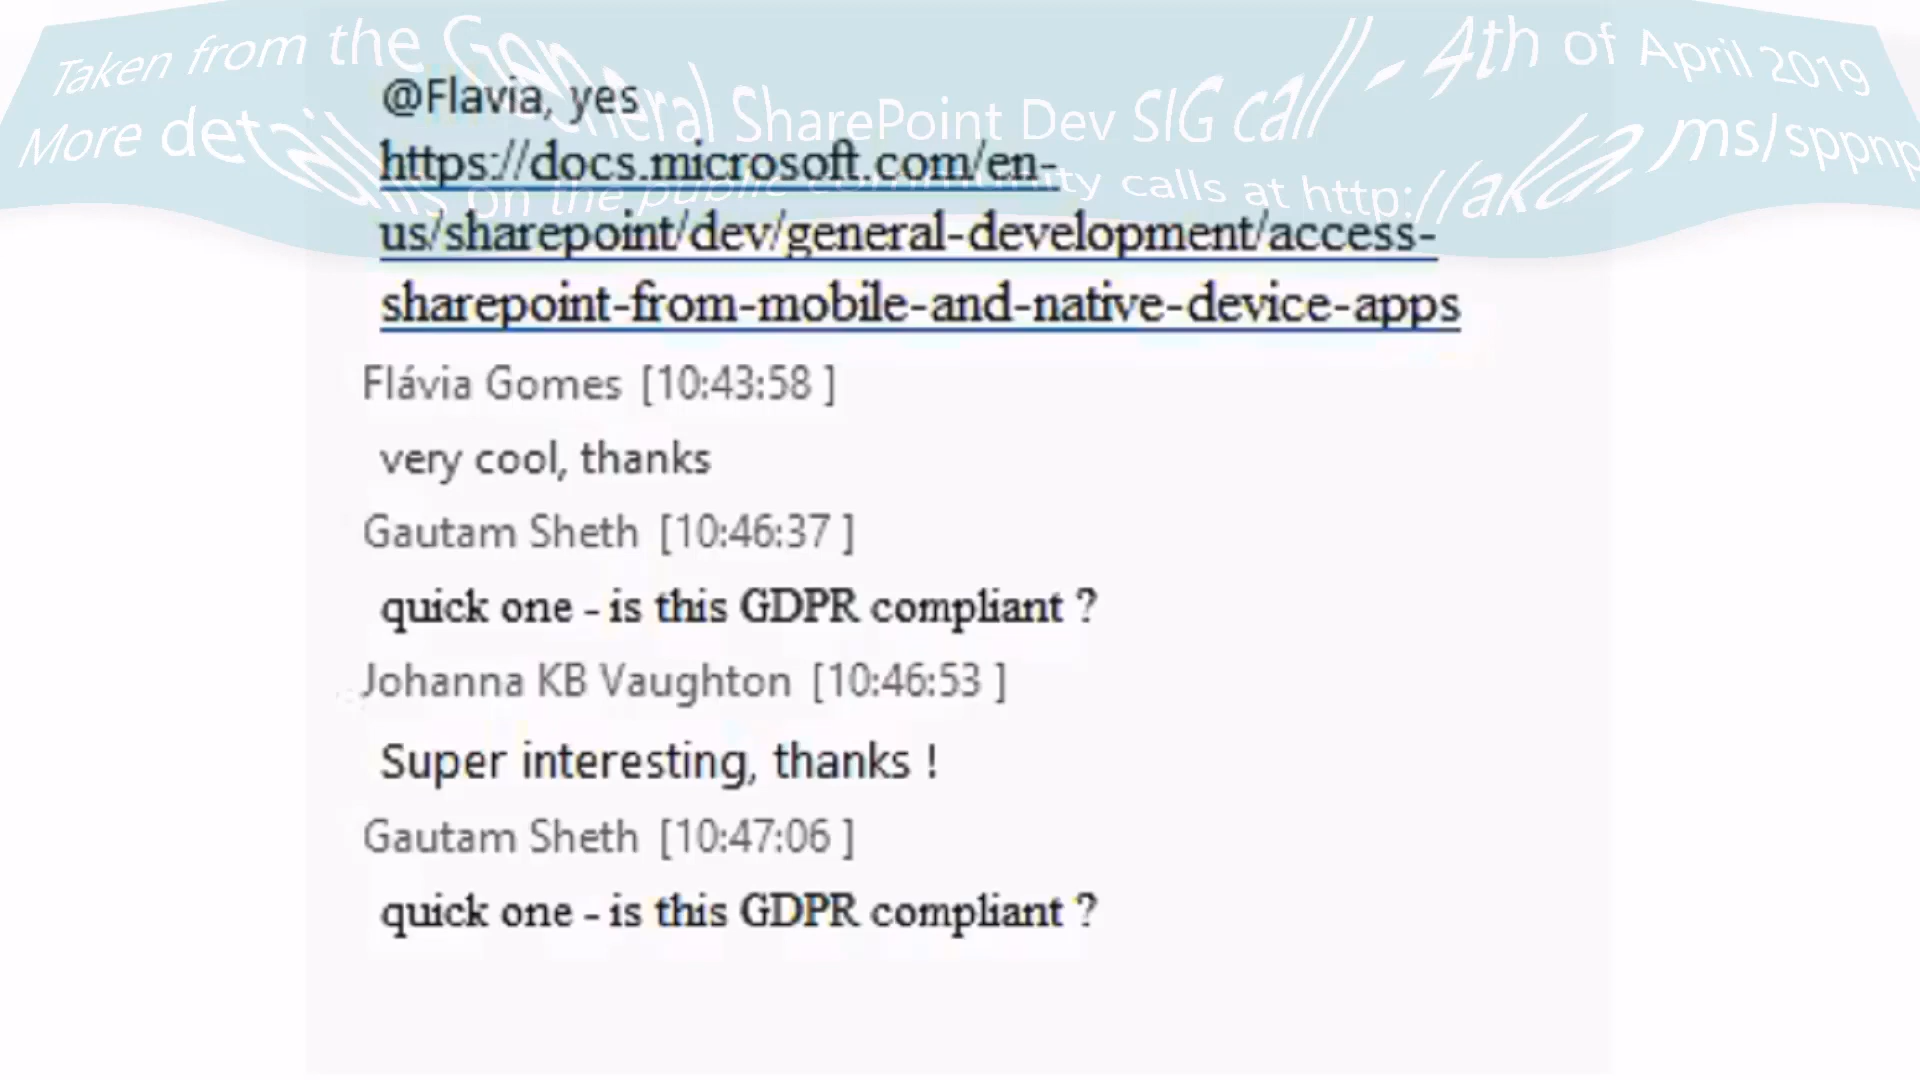 Taken from the General SharePoint Dev SIG call - 4th of April 2019
More details on the public community calls at http://aka.ms/sppnp
@Flavia, yes
https://docs.microsoft.com/en-
us/sharepoint/dev/general-development/access-
sharepoint-from-mobile-and-native-device-apps
Flávia Gomes [10:43:58 ]
very cool, thanks
Gautam Sheth [10:46:37 ]
quick one - is this GDPR compliant ?
Johanna KB Vaughton [10:46:53 ]
Super interesting, thanks !
Gautam Sheth [10:47:06 ]
quick one - is this GDPR compliant ?